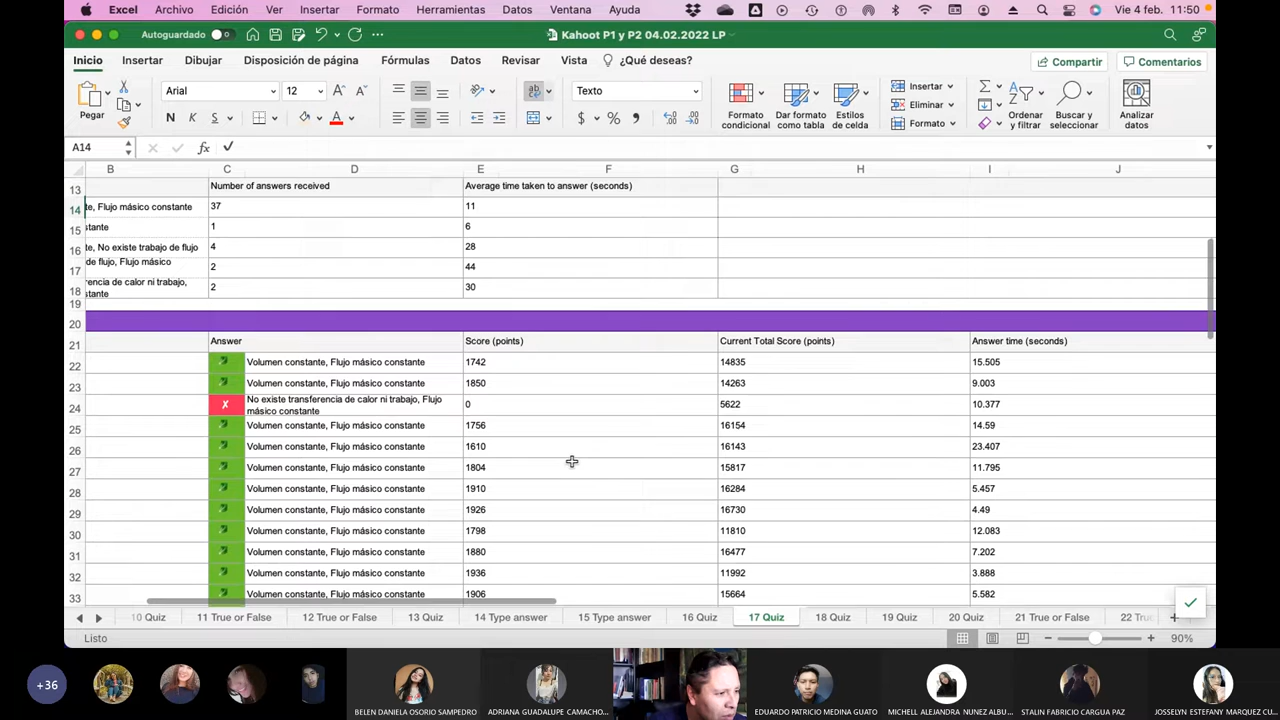 Excel Archivo Edición Ver Insertar Formato Herramientas Datos Ventana Ayuda Vie 4 feb. 11:50
Autoguardado Kahoot P1 y P2 04.02.2022 LP
Inicio Insertar Dibujar Disposición de página Fórmulas Datos Revisar Vista ¿Qué deseas? Compartir Comentarios
Pegar Arial 12 Texto Insertar
N K S A $ % Eliminar
Formato condicional Dar formato como tabla Estilos de celda Formato Ordenar y filtrar Buscar y seleccionar Analizar datos
A14 fx ✓
B C D E F G H I J
13 Number of answers received Average time taken to answer (seconds)
14 te, Flujo másico constante 37 11
15 stante 1 6
16 te, No existe trabajo de flujo 4 28
17 de flujo, Flujo másico 2 44
18 rencia de calor ni trabajo, stante 2 30
19
20
21 Answer Score (points) Current Total Score (points) Answer time (seconds)
22 Volumen constante, Flujo másico constante 1742 14835 15.505
23 Volumen constante, Flujo másico constante 1850 14263 9.003
24 ✗ No existe transferencia de calor ni trabajo, Flujo másico constante 0 5622 10.377
25 Volumen constante, Flujo másico constante 1756 16154 14.59
26 Volumen constante, Flujo másico constante 1610 16143 23.407
27 Volumen constante, Flujo másico constante 1804 15817 11.795
28 Volumen constante, Flujo másico constante 1910 16284 5.457
29 Volumen constante, Flujo másico constante 1926 16730 4.49
30 Volumen constante, Flujo másico constante 1798 11810 12.083
31 Volumen constante, Flujo másico constante 1880 16477 7.202
32 Volumen constante, Flujo másico constante 1936 11992 3.888
33 Volumen constante, Flujo másico constante 1906 15664 5.582
10 Quiz 11 True or False 12 True or False 13 Quiz 14 Type answer 15 Type answer 16 Quiz 17 Quiz 18 Quiz 19 Quiz 20 Quiz 21 True or False 22 Tru
Listo 90%
+36
BELEN DANIELA OSORIO SAMPEDRO ADRIANA GUADALUPE CAMACHO... EDUARDO PATRICIO MEDINA GUATO MICHELL ALEJANDRA NUNEZ ALBU... STALIN FABRICIO CARGUA PAZ JOSSELYN ESTEFANY MARQUEZ CU...